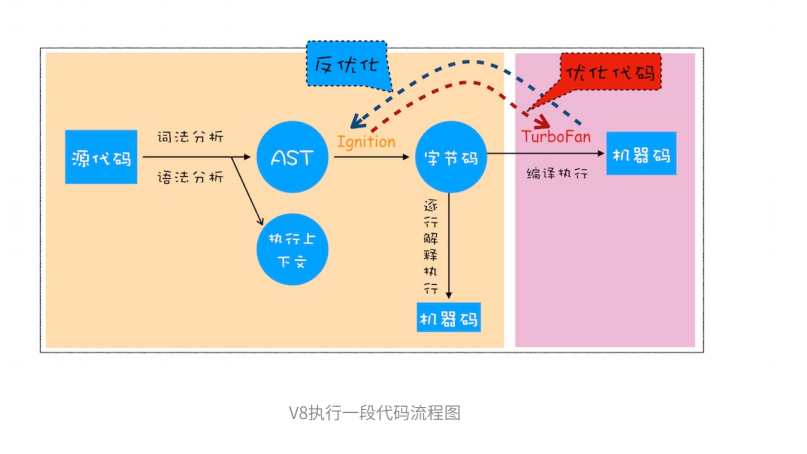 反优化
优化代码
源代码
词法分析
语法分析
AST
Ignition
字节码
TurboFan
编译执行
机器码
执行上
下文
逐
行
解
释
执
行
机器码
V8执行一段代码流程图